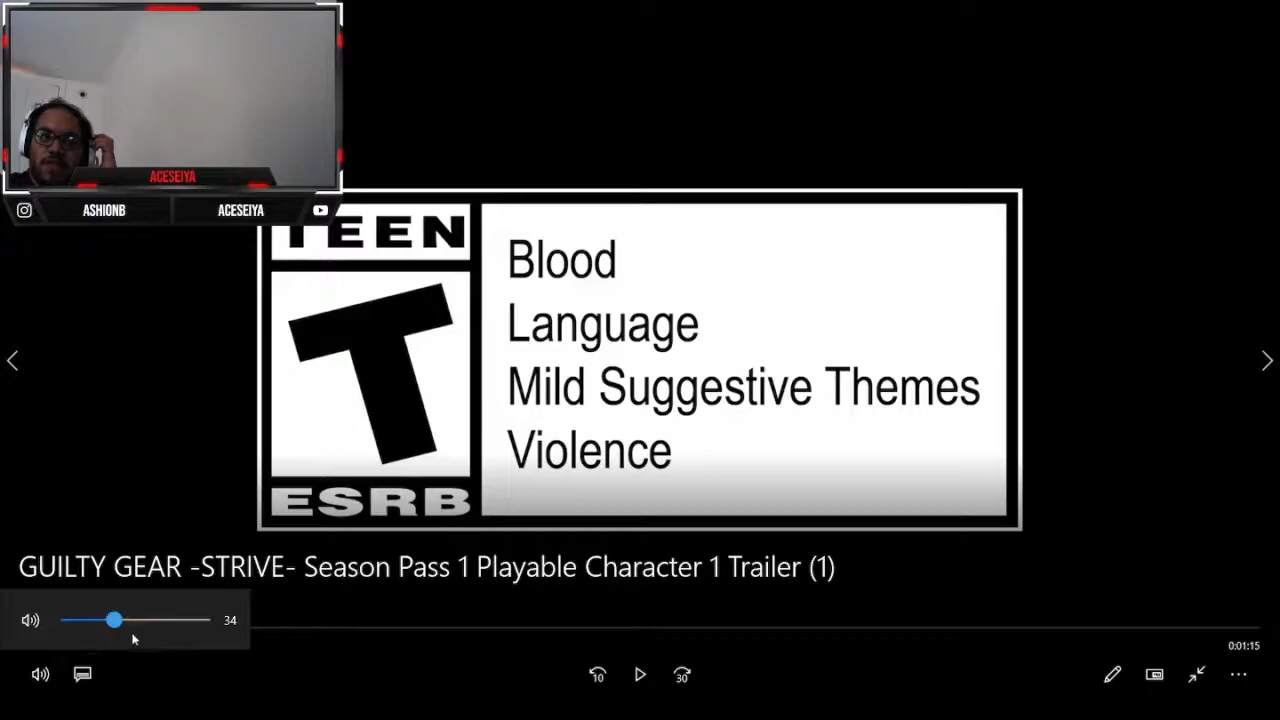 ACESEIYA
ASHIONB
ACESEIYA
TEEN
T
ESRB
Blood
Language
Mild Suggestive Themes
Violence
GUILTY GEAR -STRIVE- Season Pass 1 Playable Character 1 Trailer (1)
34
0:01:15
10
30